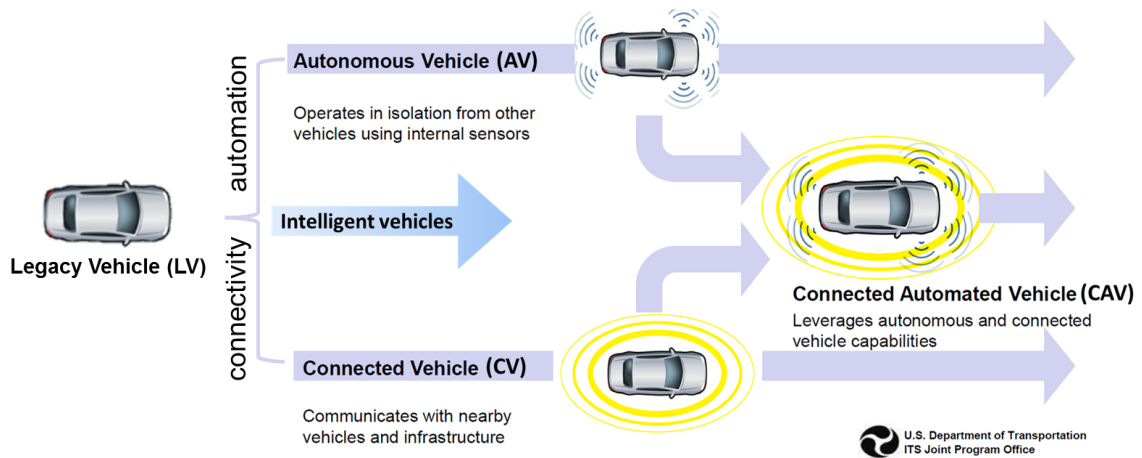 automation
Autonomous Vehicle (AV)
Operates in isolation from other
vehicles using internal sensors
Legacy Vehicle (LV)
Intelligent vehicles
Connected Automated Vehicle (CAV)
Leverages autonomous and connected
vehicle capabilities
connectivity
Connected Vehicle (CV)
Communicates with nearby
vehicles and infrastructure
U.S. Department of Transportation
ITS Joint Program Office